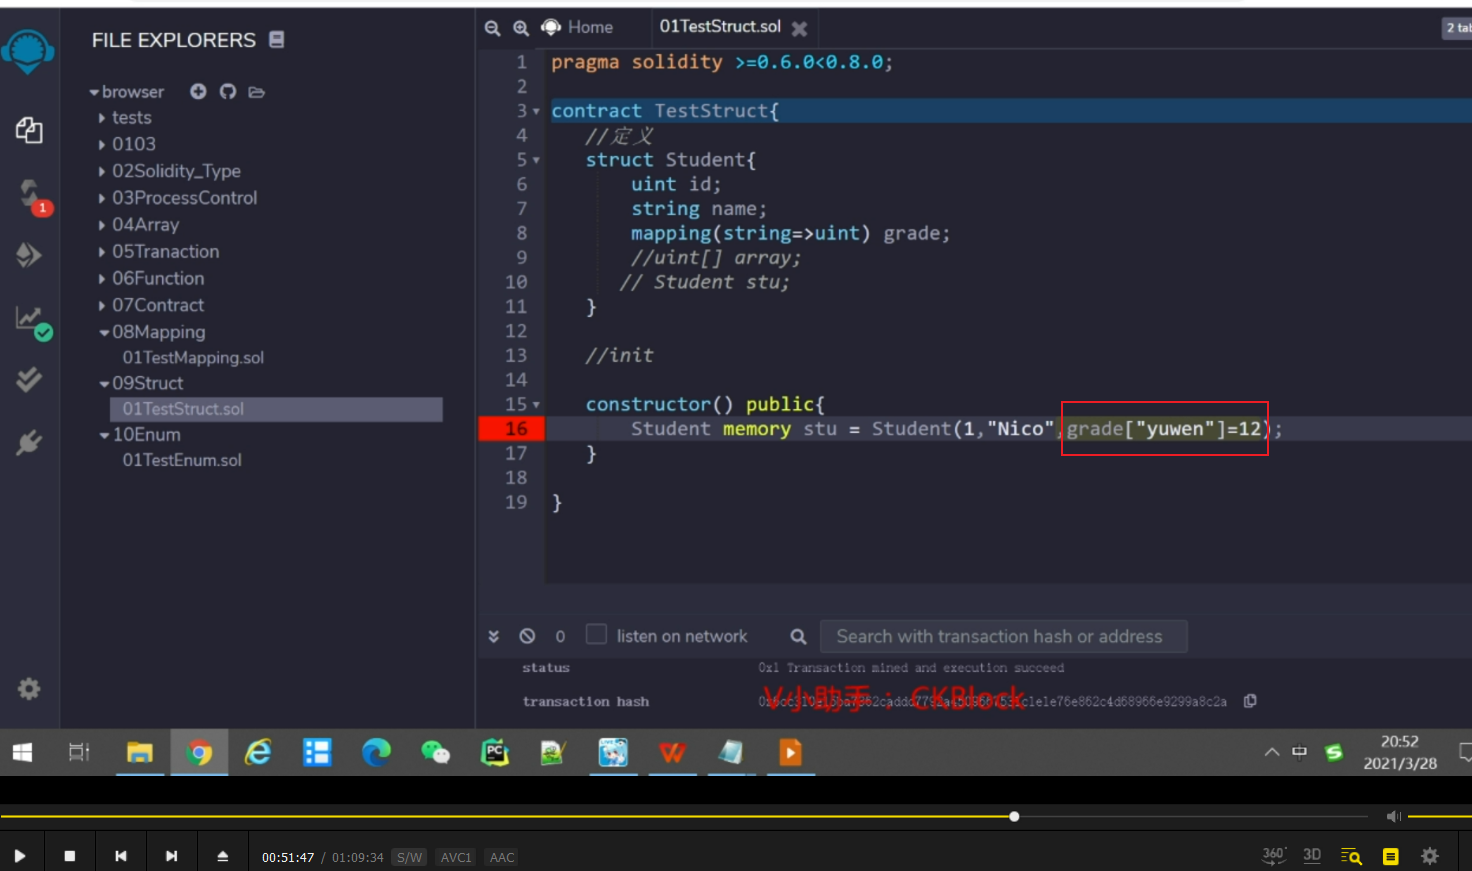 FILE EXPLORERS
browser
tests
0103
02Solidity_Type
03ProcessControl
04Array
05Tranaction
06Function
07Contract
08Mapping
01TestMapping.sol
09Struct
01TestStruct.sol
10Enum
01TestEnum.sol
Home
01TestStruct.sol
2 tab
1 pragma solidity >=0.6.0<0.8.0;
2
3 contract TestStruct{
4 //定义
5 struct Student{
6 uint id;
7 string name;
8 mapping(string=>uint) grade;
9 //uint[] array;
10 // Student stu;
11 }
12
13 //init
14
15 constructor() public{
16 Student memory stu = Student(1,"Nico",grade["yuwen"]=12);
17 }
18
19 }
1
0 listen on network
Search with transaction hash or address
status 0x1 Transaction mined and execution succeed
transaction hash
V小助手：CKBlock
PC
中
20:52
2021/3/28
00:51:47 / 01:09:34 S/W AVC1 AAC
360° 3D